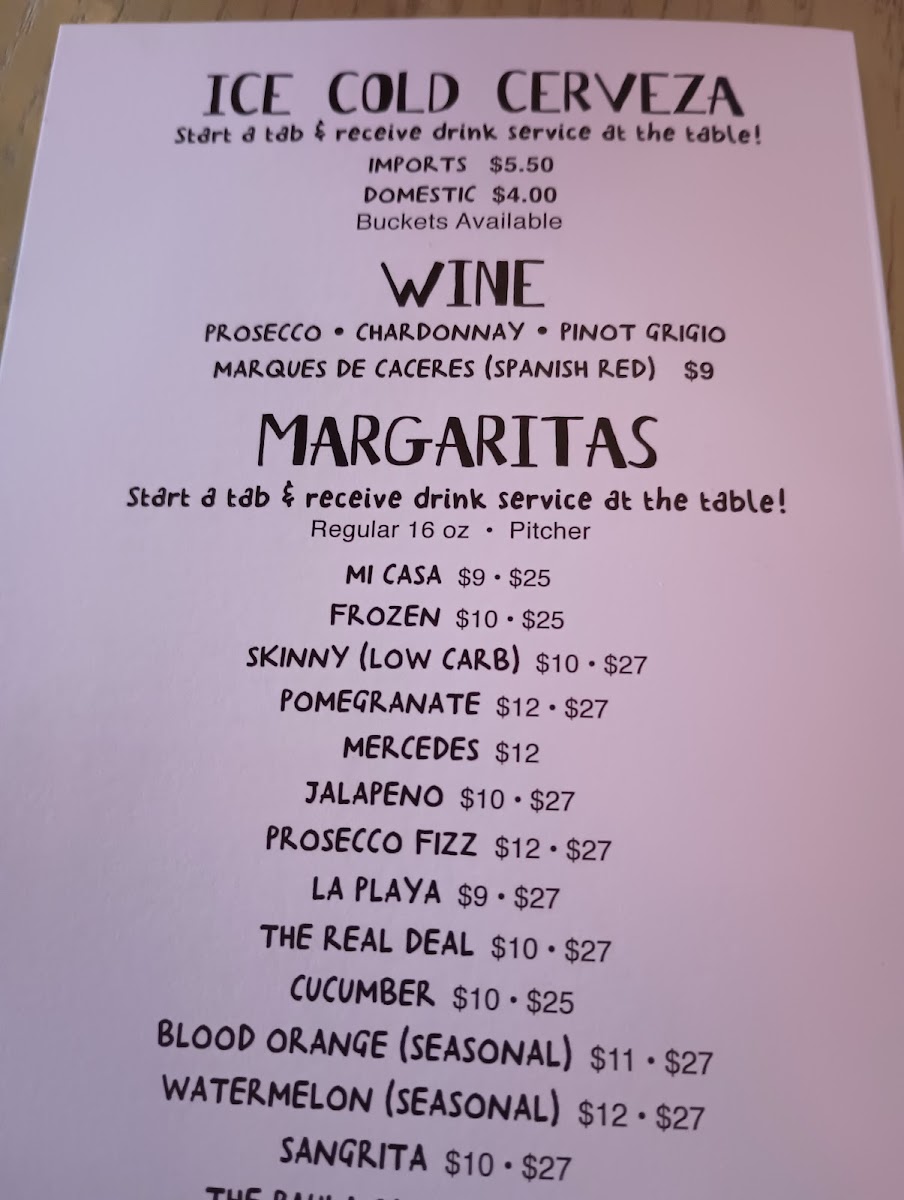 ICE COLD CERVEZA
Start a tab & receive drink service at the table!
IMPORTS $5.50
DOMESTIC $4.00
Buckets Available
WINE
PROSECCO • CHARDONNAY • PINOT GRIGIO
MARQUES DE CACERES (SPANISH RED) $9
MARGARITAS
Start a tab & receive drink service at the table!
Regular 16 oz • Pitcher
MI CASA $9 • $25
FROZEN $10 • $25
SKINNY (LOW CARB) $10 • $27
POMEGRANATE $12 • $27
MERCEDES $12
JALAPENO $10 • $27
PROSECCO FIZZ $12 • $27
LA PLAYA $9 • $27
THE REAL DEAL $10 • $27
CUCUMBER $10 • $25
BLOOD ORANGE (SEASONAL) $11 • $27
WATERMELON (SEASONAL) $12 • $27
SANGRITA $10 • $27
THE